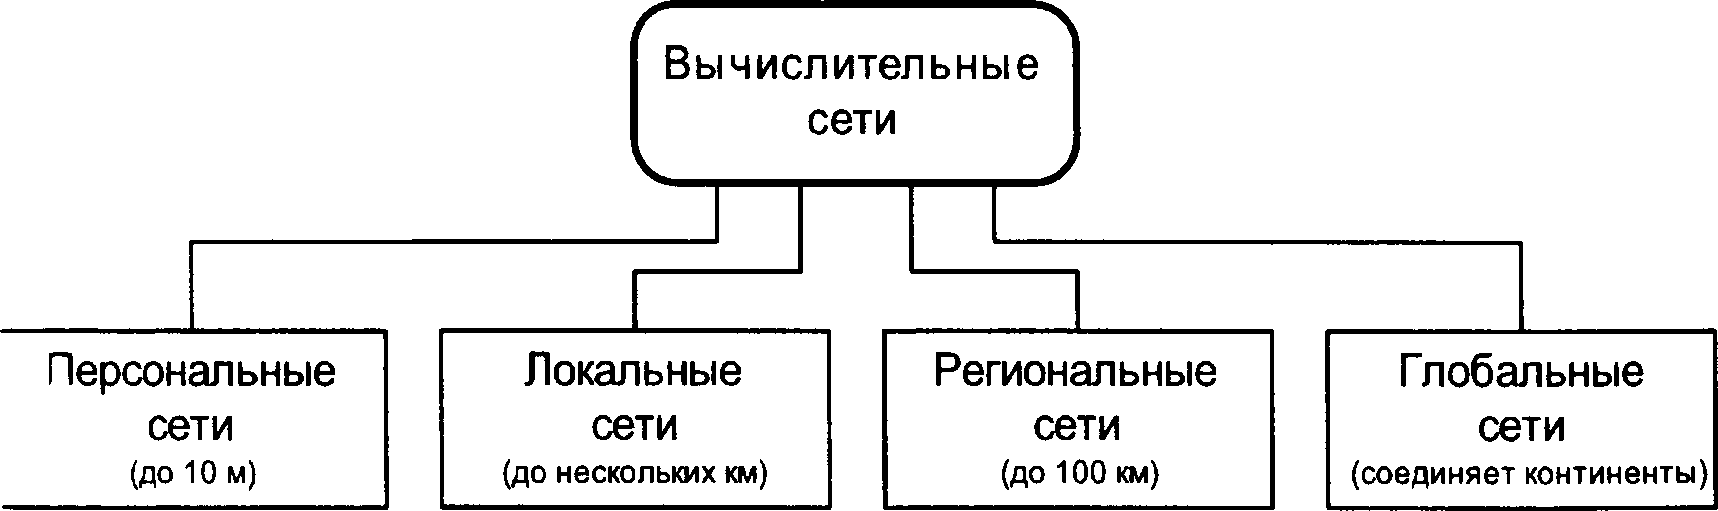 Вычислительные
сети
Персональные
сети
(до 10 м)
Локальные
сети
(до нескольких км)
Региональные
сети
(до 100 км)
Глобальные
сети
(соединяет континенты)